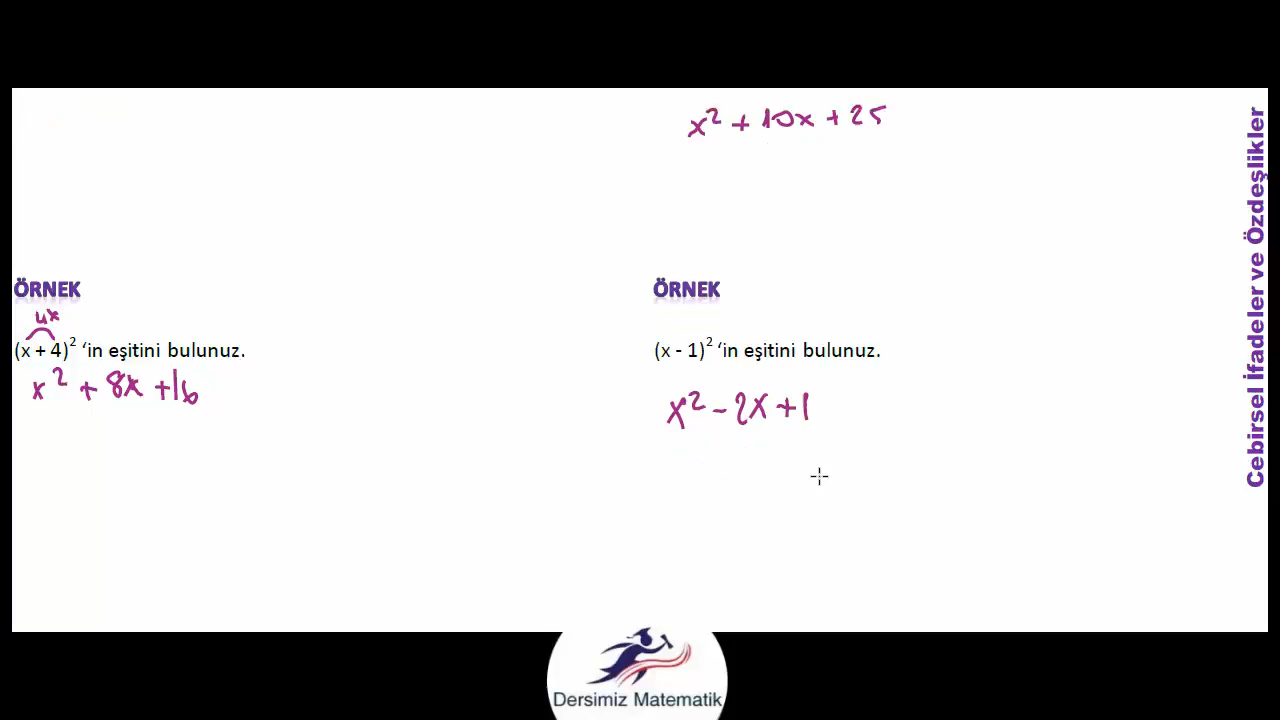 x² + 10x + 25
ÖRNEK
4x
(x + 4)² ‘in eşitini bulunuz.
x² + 8x + 16
ÖRNEK
(x - 1)² ‘in eşitini bulunuz.
x² - 2x + 1
Cebirsel İfadeler ve Özdeşlikler
Dersimiz Matematik